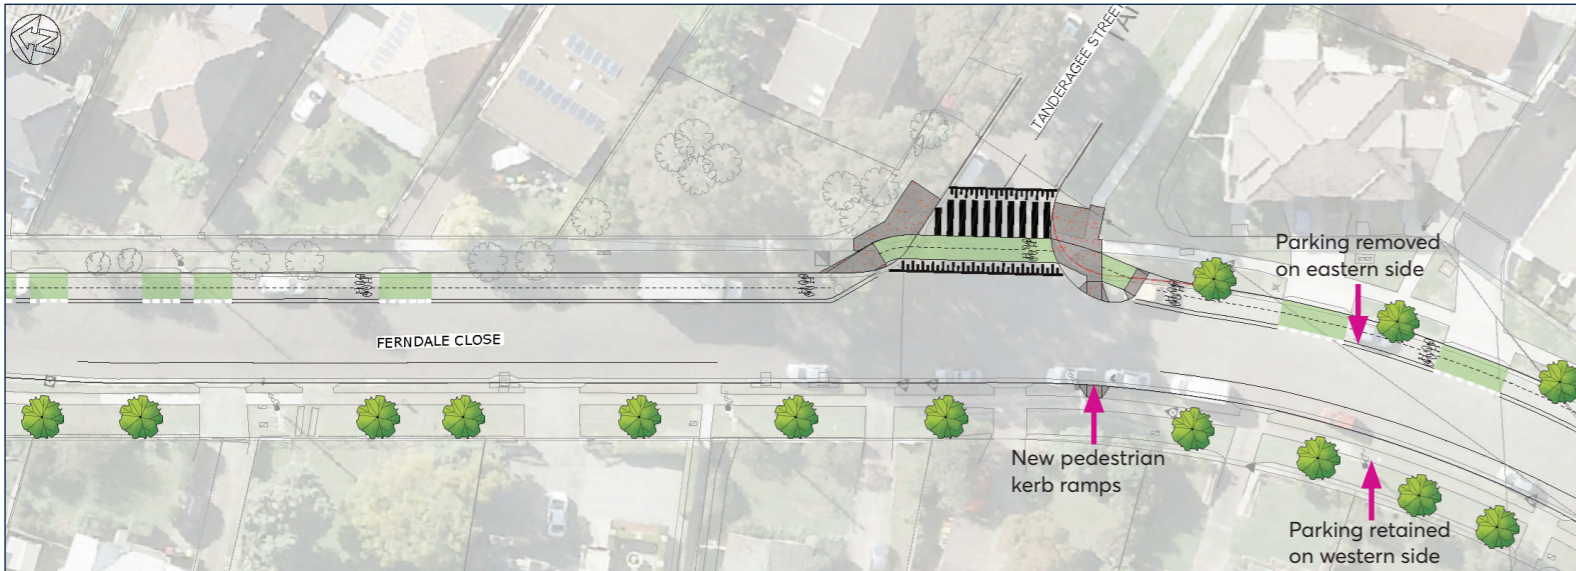 N
TANDERAGEE STREET
Parking removed
on eastern side
FERNDALE CLOSE
New pedestrian
kerb ramps
Parking retained
on western side